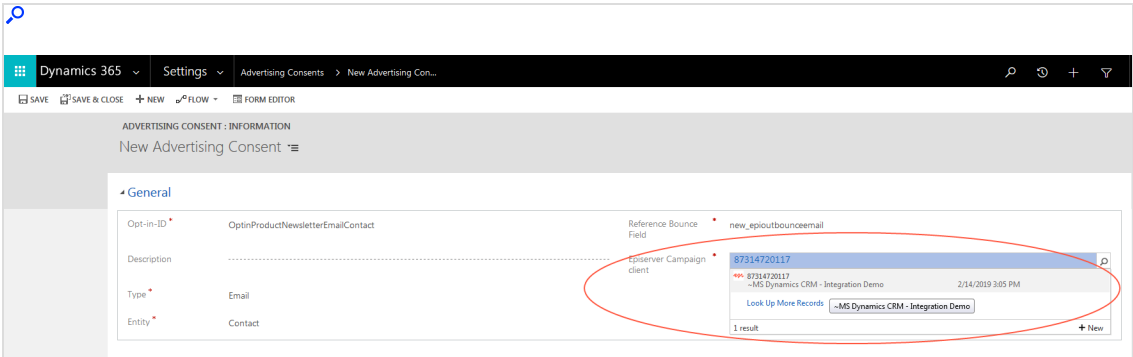 Dynamics 365 Settings Advertising Consents > New Advertising Con...
SAVE SAVE & CLOSE + NEW FLOW FORM EDITOR
ADVERTISING CONSENT : INFORMATION
New Advertising Consent
General
Opt-in-ID * OptinProductNewsletterEmailContact
Reference Bounce Field * new_epioutbounceemail
Description
Episerver Campaign client * 87314720117
epi 87314720117
~MS Dynamics CRM - Integration Demo 2/14/2019 3:05 PM
Look Up More Records ~MS Dynamics CRM - Integration Demo
1 result + New
Type * Email
Entity * Contact